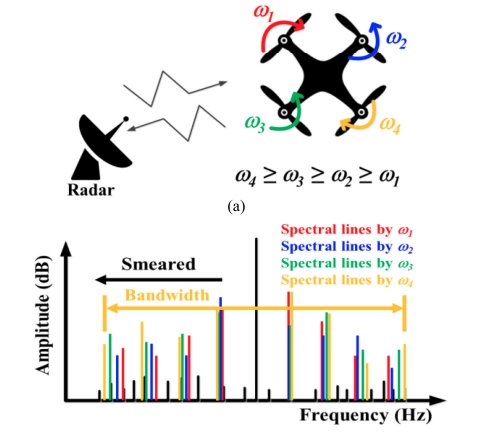 ω1
ω2
ω3
ω4
Radar
ω4 ≥ ω3 ≥ ω2 ≥ ω1
(a)
Spectral lines by ω1
Spectral lines by ω2
Spectral lines by ω3
Spectral lines by ω4
Smeared
Bandwidth
Amplitude (dB)
Frequency (Hz)